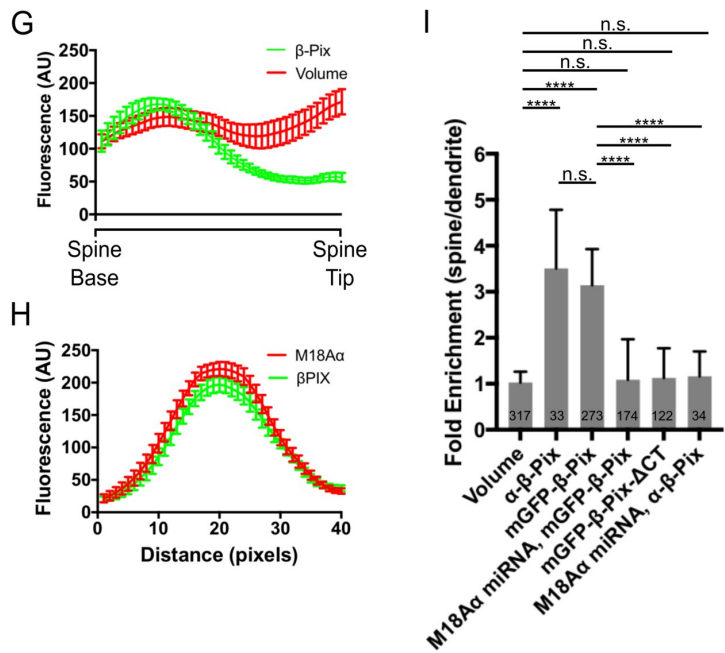 G
Fluorescence (AU)
250
200
150
100
50
0
β-Pix
Volume
Spine Base
Spine Tip
H
Fluorescence (AU)
250
200
150
100
50
0
M18Aα
βPIX
0 10 20 30 40
Distance (pixels)
I
n.s.
n.s.
n.s.
****
****
****
****
****
n.s.
Fold Enrichment (spine/dendrite)
6
5
4
3
2
1
0
317 33 273 174 122 34
Volume
α-β-Pix
mGFP-β-Pix
M18Aα miRNA, mGFP-β-Pix
mGFP-β-Pix-ΔCT
M18Aα miRNA, α-β-Pix